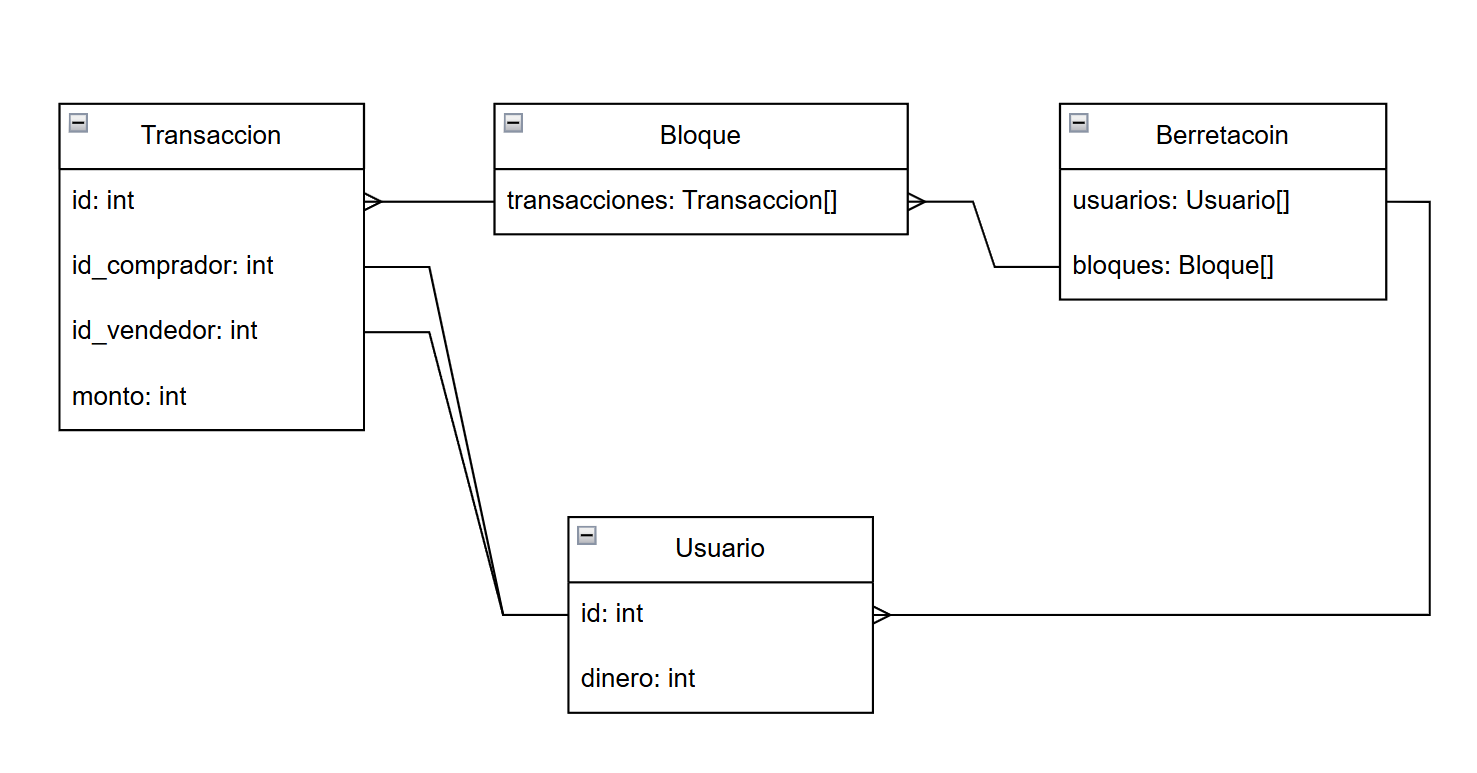 Transaccion
id: int
id_comprador: int
id_vendedor: int
monto: int
Bloque
transacciones: Transaccion[]
Berretacoin
usuarios: Usuario[]
bloques: Bloque[]
Usuario
id: int
dinero: int